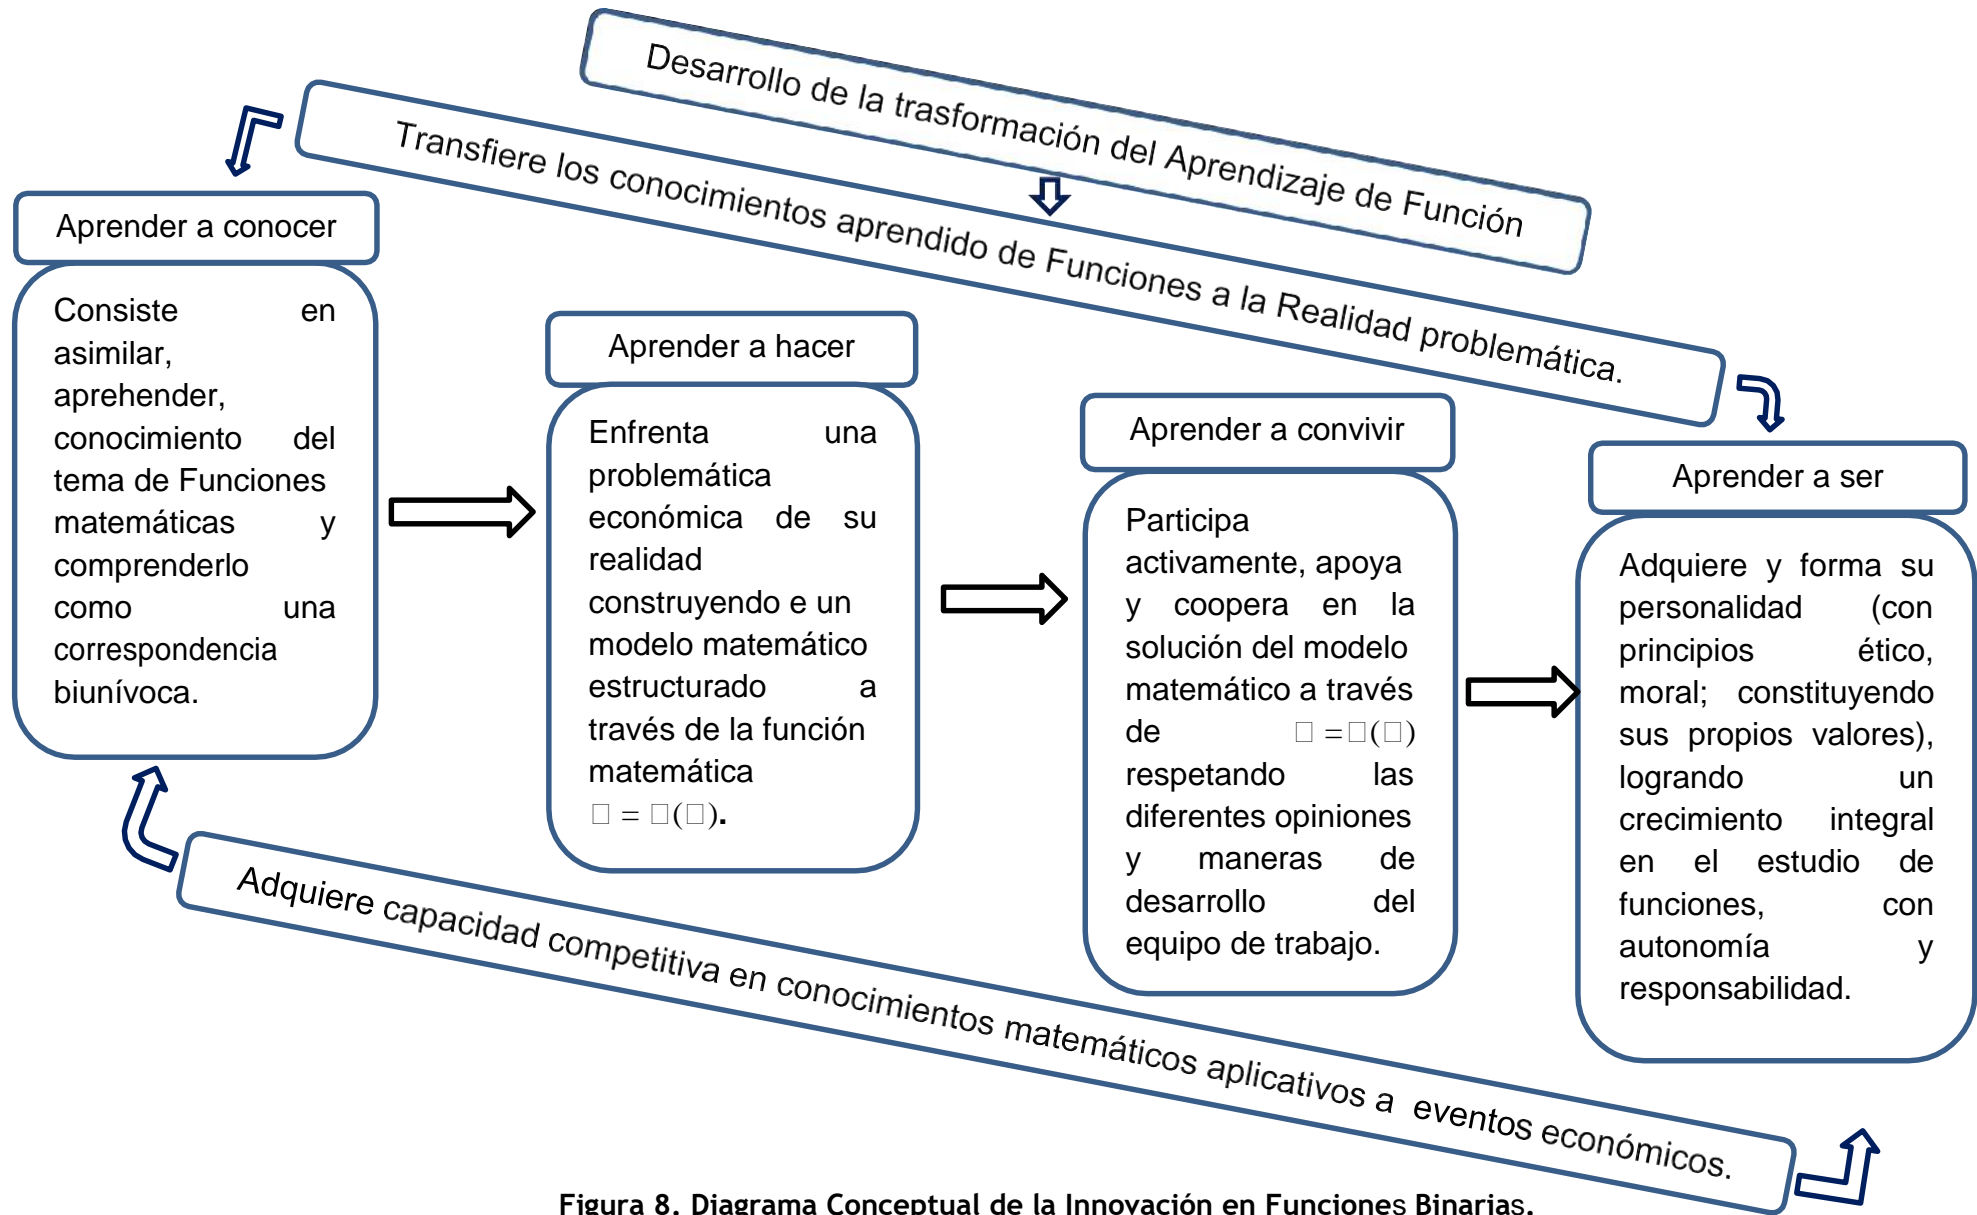 Desarrollo de la trasformación del Aprendizaje de Función
Transfiere los conocimientos aprendido de Funciones a la Realidad problemática.
Aprender a conocer
Consiste en
asimilar,
aprehender,
conocimiento del
tema de Funciones
matemáticas y
comprenderlo
como una
correspondencia
biunívoca.
Aprender a hacer
Enfrenta una
problemática
económica de su
realidad
construyendo e un
modelo matemático
estructurado a
través de la función
matemática
□ = □(□).
Aprender a convivir
Participa
activamente, apoya
y coopera en la
solución del modelo
matemático a través
de □ =□(□)
respetando las
diferentes opiniones
y maneras de
desarrollo del
equipo de trabajo.
Aprender a ser
Adquiere y forma su
personalidad (con
principios ético,
moral; constituyendo
sus propios valores),
logrando un
crecimiento integral
en el estudio de
funciones, con
autonomía y
responsabilidad.
Adquiere capacidad competitiva en conocimientos matemáticos aplicativos a eventos económicos.
Figura 8. Diagrama Conceptual de la Innovación en Funciones Binarias.